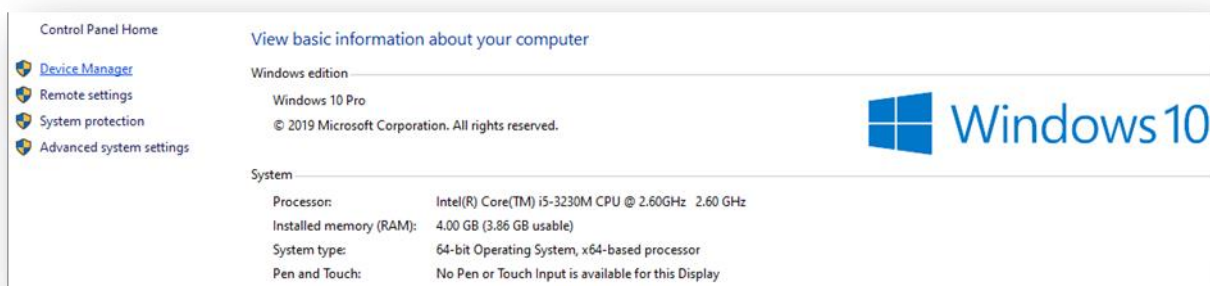 Control Panel Home
Device Manager
Remote settings
System protection
Advanced system settings
View basic information about your computer
Windows edition
Windows 10 Pro
© 2019 Microsoft Corporation. All rights reserved.
Windows 10
System
Processor: Intel(R) Core(TM) i5-3230M CPU @ 2.60GHz 2.60 GHz
Installed memory (RAM): 4.00 GB (3.86 GB usable)
System type: 64-bit Operating System, x64-based processor
Pen and Touch: No Pen or Touch Input is available for this Display